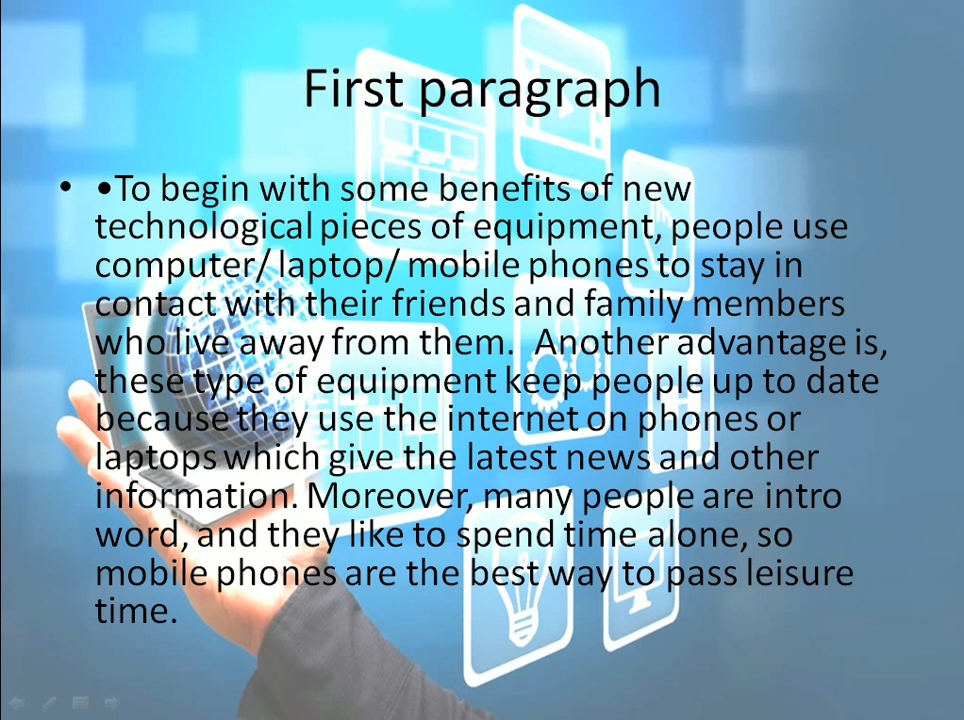 First paragraph
• •To begin with some benefits of new
technological pieces of equipment, people use
computer/ laptop/ mobile phones to stay in
contact with their friends and family members
who live away from them.  Another advantage is,
these type of equipment keep people up to date
because they use the internet on phones or
laptops which give the latest news and other
information. Moreover, many people are intro
word, and they like to spend time alone, so
mobile phones are the best way to pass leisure
time.